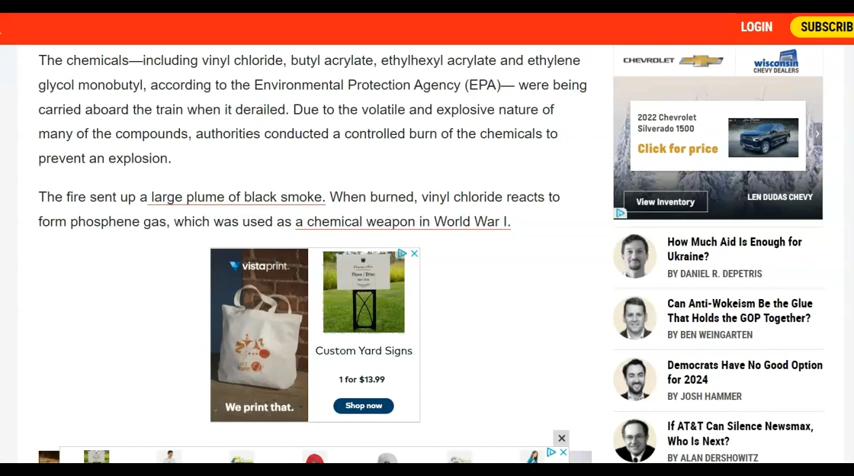 LOGIN
SUBSCRIB
The chemicals—including vinyl chloride, butyl acrylate, ethylhexyl acrylate and ethylene
glycol monobutyl, according to the Environmental Protection Agency (EPA)— were being
carried aboard the train when it derailed. Due to the volatile and explosive nature of
many of the compounds, authorities conducted a controlled burn of the chemicals to
prevent an explosion.
The fire sent up a large plume of black smoke. When burned, vinyl chloride reacts to
form phosphene gas, which was used as a chemical weapon in World War I.
vistaprint.
We print that.
Custom Yard Signs
1 for $13.99
Shop now
CHEVROLET
wisconsin
CHEVY DEALERS
2022 Chevrolet
Silverado 1500
Click for price
View Inventory
LEN DUDAS CHEVY
How Much Aid Is Enough for
Ukraine?
BY DANIEL R. DEPETRIS
Can Anti-Wokeism Be the Glue
That Holds the GOP Together?
BY BEN WEINGARTEN
Democrats Have No Good Option
for 2024
BY JOSH HAMMER
If AT&T Can Silence Newsmax,
Who Is Next?
BY ALAN DERSHOWITZ